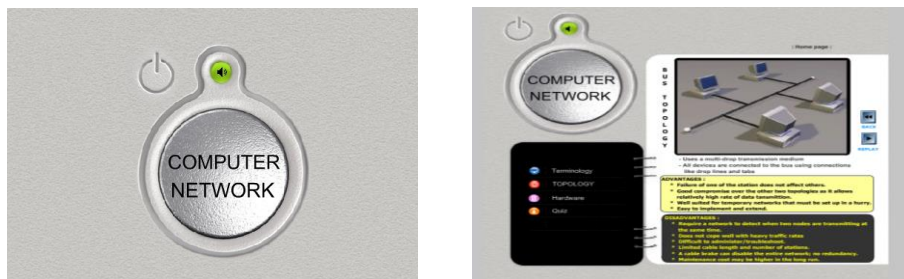 COMPUTER
NETWORK
COMPUTER
NETWORK
: Home page :
BUS TOPOLOGY
BACK
REPLAY
Terminology
TOPOLOGY
Hardware
Quiz
- Uses a multi-drop transmission medium
- All devices are connected to the bus using connections
like drop lines and tabs
ADVANTAGES :
* Failure of one of the station does not affect others.
* Good compromise over the other two topologies as it allows
relatively high rate of data tansmittion.
* Well suited for temporary networks that must be set up in a hurry.
* Easy to implement and extend.
DISADVANTAGES :
* Require a network to detect when two nodes are transmitting at
the same time.
* Does not cope well with heavy traffic rates
* Difficult to administer/troubleshoot.
* Limited cable length and number of stations.
* A cable brake can disable the entire network; no redundancy.
* Maintenance cost may be higher in the long run.